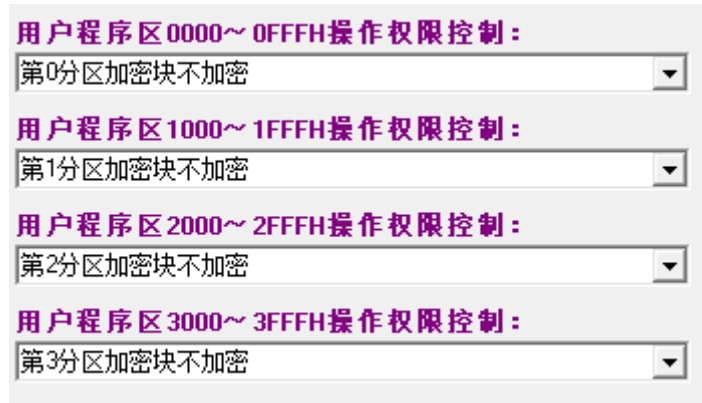 用户程序区0000～0FFFH操作权限控制：
第0分区加密块不加密
用户程序区1000～1FFFH操作权限控制：
第1分区加密块不加密
用户程序区2000～2FFFH操作权限控制：
第2分区加密块不加密
用户程序区3000～3FFFH操作权限控制：
第3分区加密块不加密